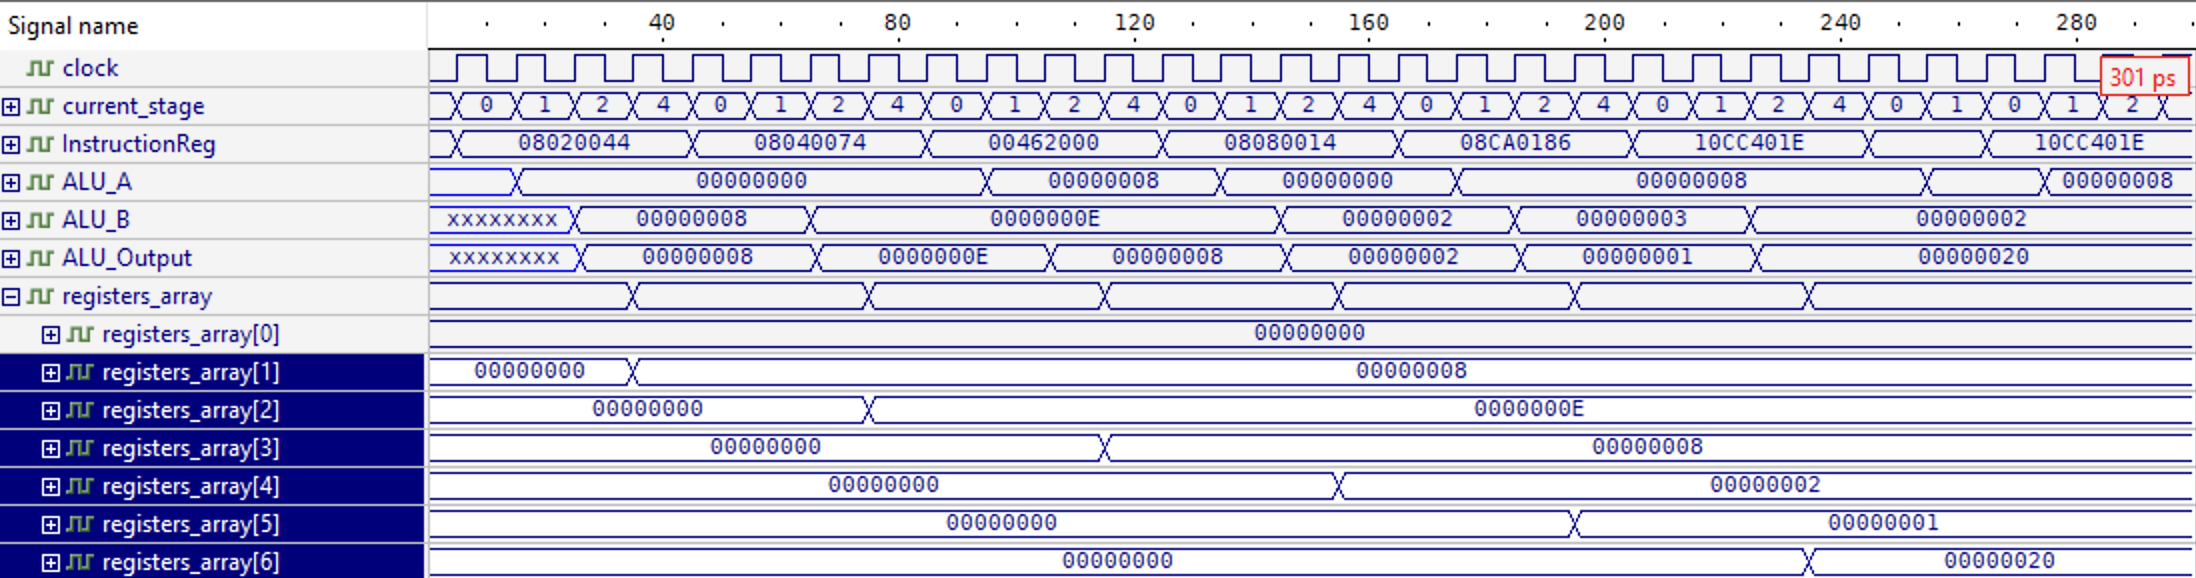 Signal name 40 80 120 160 200 240 280
clock 301 ps
current_stage 0 1 2 4 0 1 2 4 0 1 2 4 0 1 2 4 0 1 2 4 0 1 2 4 0 1 0 1 2
InstructionReg 08020044 08040074 00462000 08080014 08CA0186 10CC401E 10CC401E
ALU_A 00000000 00000008 00000000 00000008 00000008
ALU_B xxxxxxxx 00000008 0000000E 00000002 00000003 00000002
ALU_Output xxxxxxxx 00000008 0000000E 00000008 00000002 00000001 00000020
registers_array
registers_array[0] 00000000
registers_array[1] 00000000 00000008
registers_array[2] 00000000 0000000E
registers_array[3] 00000000 00000008
registers_array[4] 00000000 00000002
registers_array[5] 00000000 00000001
registers_array[6] 00000000 00000020